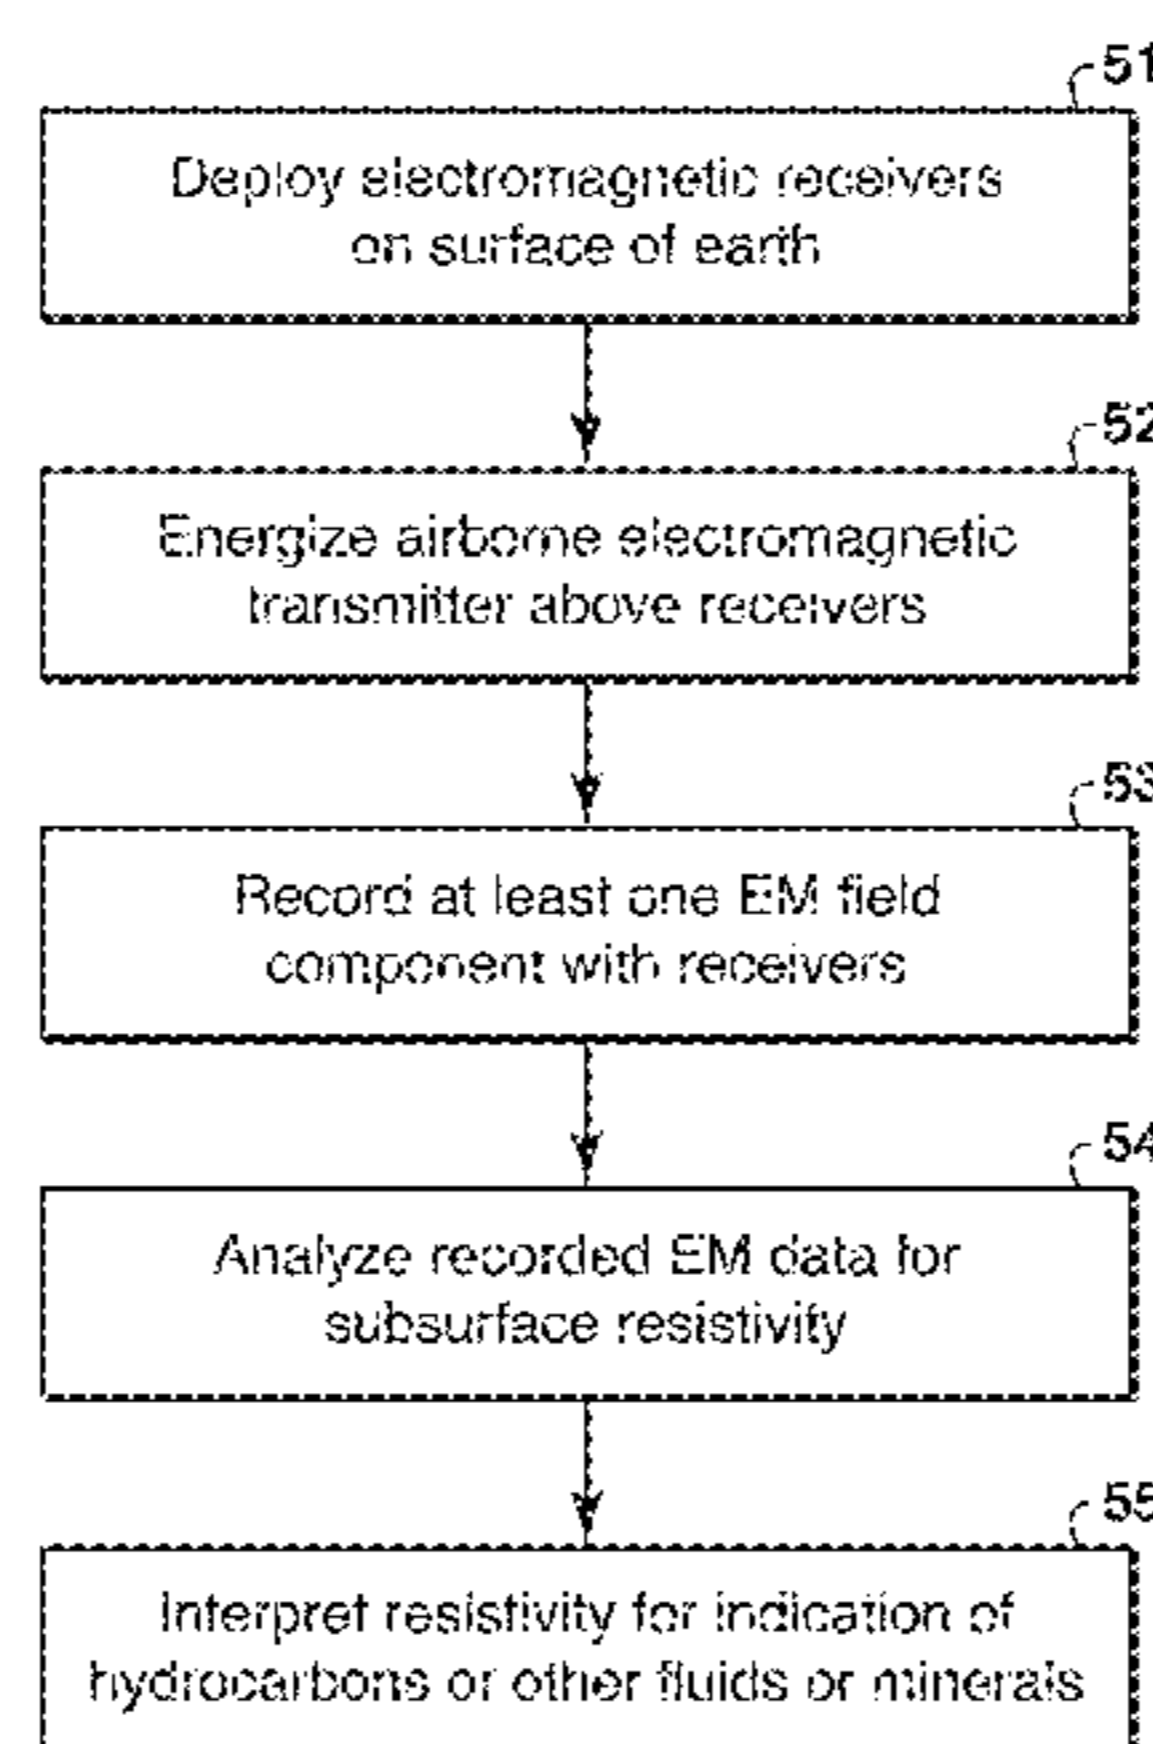 51
Deploy electromagnetic receivers
on surface of earth
52
Energize airborne electromagnetic
transmitter above receivers
53
Record at least one EM field
component with receivers
54
Analyze recorded EM data for
subsurface resistivity
55
Interpret resistivity for indication of
hydrocarbons or other fluids or minerals